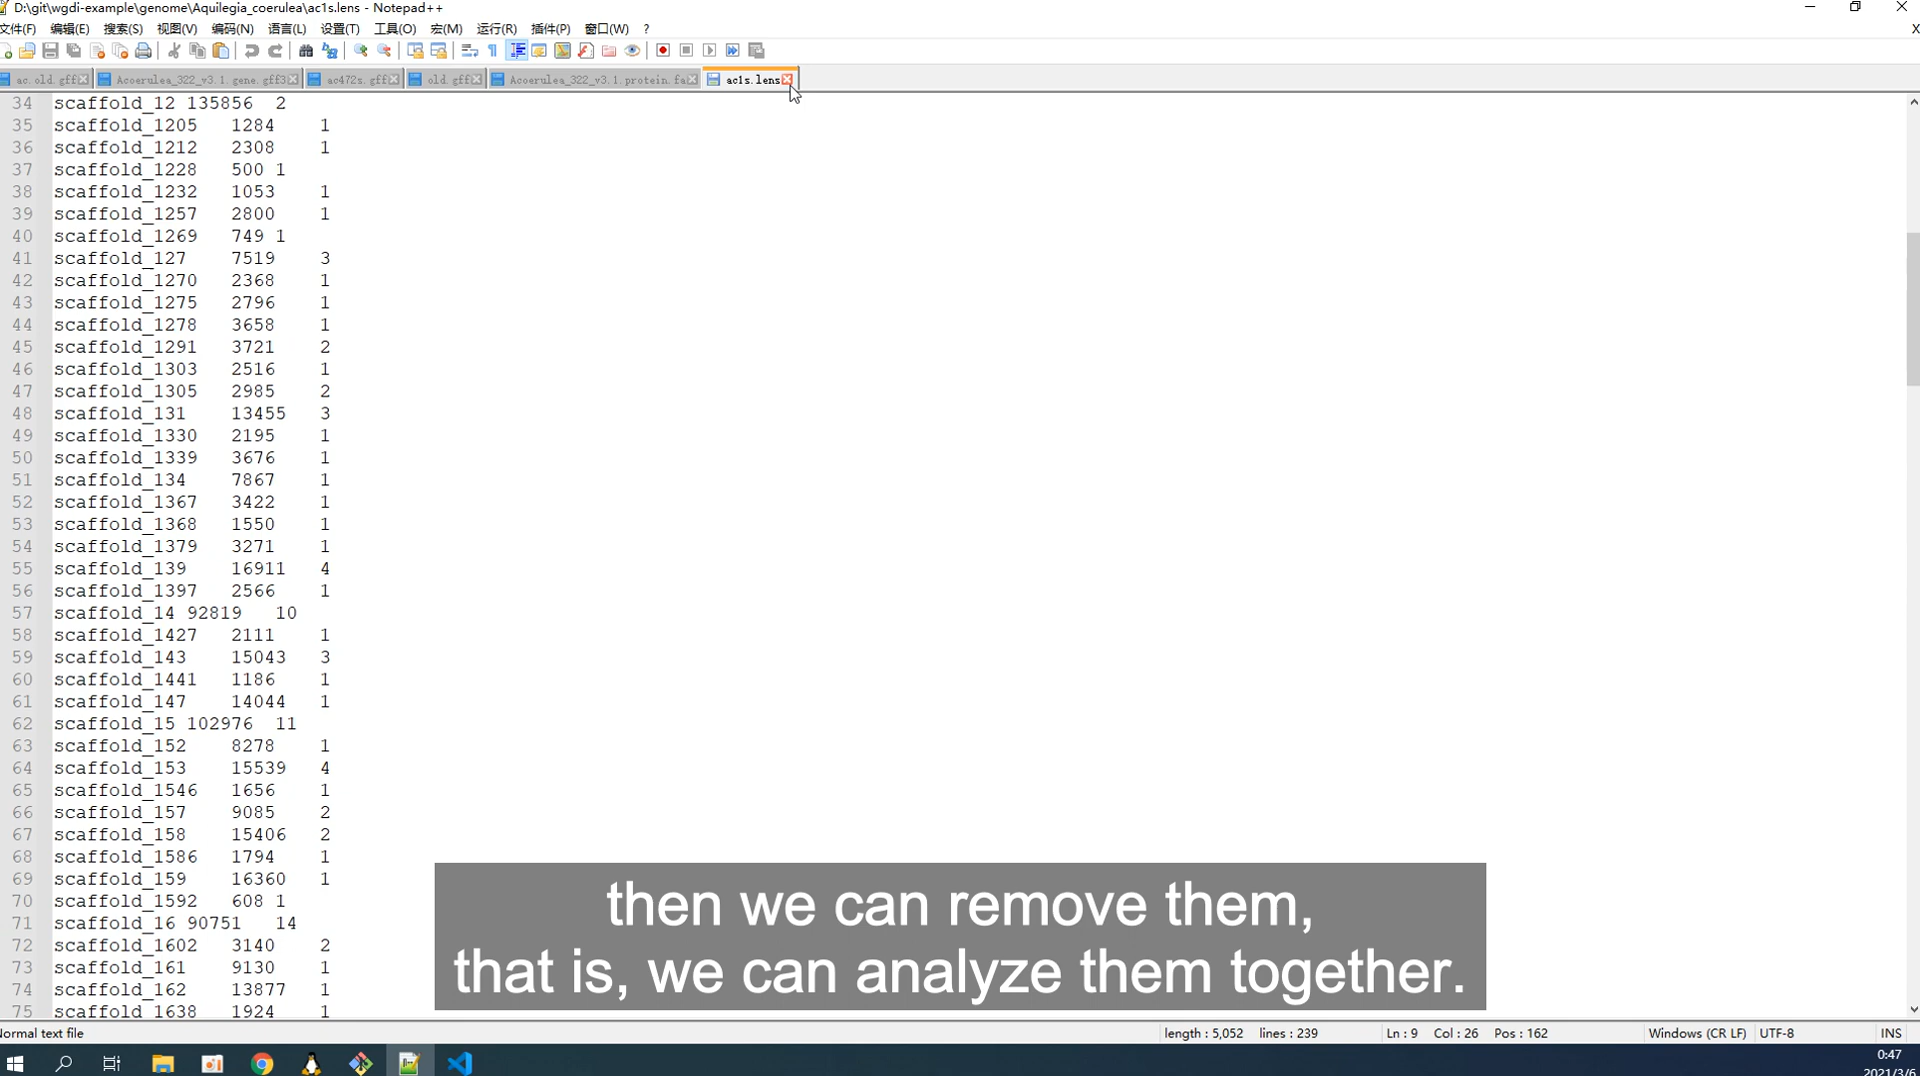 D:\git\wgdi-example\genome\Aquilegia_coerulea\ac1s.lens - Notepad++
文件(F) 编辑(E) 搜索(S) 视图(V) 编码(N) 语言(L) 设置(T) 工具(O) 宏(M) 运行(R) 插件(P) 窗口(W) ? X
ac.old.gff Acoerulea_322_v3.1.gene.gff3 ac472s.gff old.gff Acoerulea_322_v3.1.protein.fa ac1s.lens
34 scaffold_12 135856 2
35 scaffold_1205 1284 1
36 scaffold_1212 2308 1
37 scaffold_1228 500 1
38 scaffold_1232 1053 1
39 scaffold_1257 2800 1
40 scaffold_1269 749 1
41 scaffold_127 7519 3
42 scaffold_1270 2368 1
43 scaffold_1275 2796 1
44 scaffold_1278 3658 1
45 scaffold_1291 3721 2
46 scaffold_1303 2516 1
47 scaffold_1305 2985 2
48 scaffold_131 13455 3
49 scaffold_1330 2195 1
50 scaffold_1339 3676 1
51 scaffold_134 7867 1
52 scaffold_1367 3422 1
53 scaffold_1368 1550 1
54 scaffold_1379 3271 1
55 scaffold_139 16911 4
56 scaffold_1397 2566 1
57 scaffold_14 92819 10
58 scaffold_1427 2111 1
59 scaffold_143 15043 3
60 scaffold_1441 1186 1
61 scaffold_147 14044 1
62 scaffold_15 102976 11
63 scaffold_152 8278 1
64 scaffold_153 15539 4
65 scaffold_1546 1656 1
66 scaffold_157 9085 2
67 scaffold_158 15406 2
68 scaffold_1586 1794 1
69 scaffold_159 16360 1
70 scaffold_1592 608 1
71 scaffold_16 90751 14
72 scaffold_1602 3140 2
73 scaffold_161 9130 1
74 scaffold_162 13877 1
75 scaffold_1638 1924 1
then we can remove them,
that is, we can analyze them together.
ormal text file length : 5,052 lines : 239 Ln : 9 Col : 26 Pos : 162 Windows (CR LF) UTF-8 INS
0:47
2021/3/6